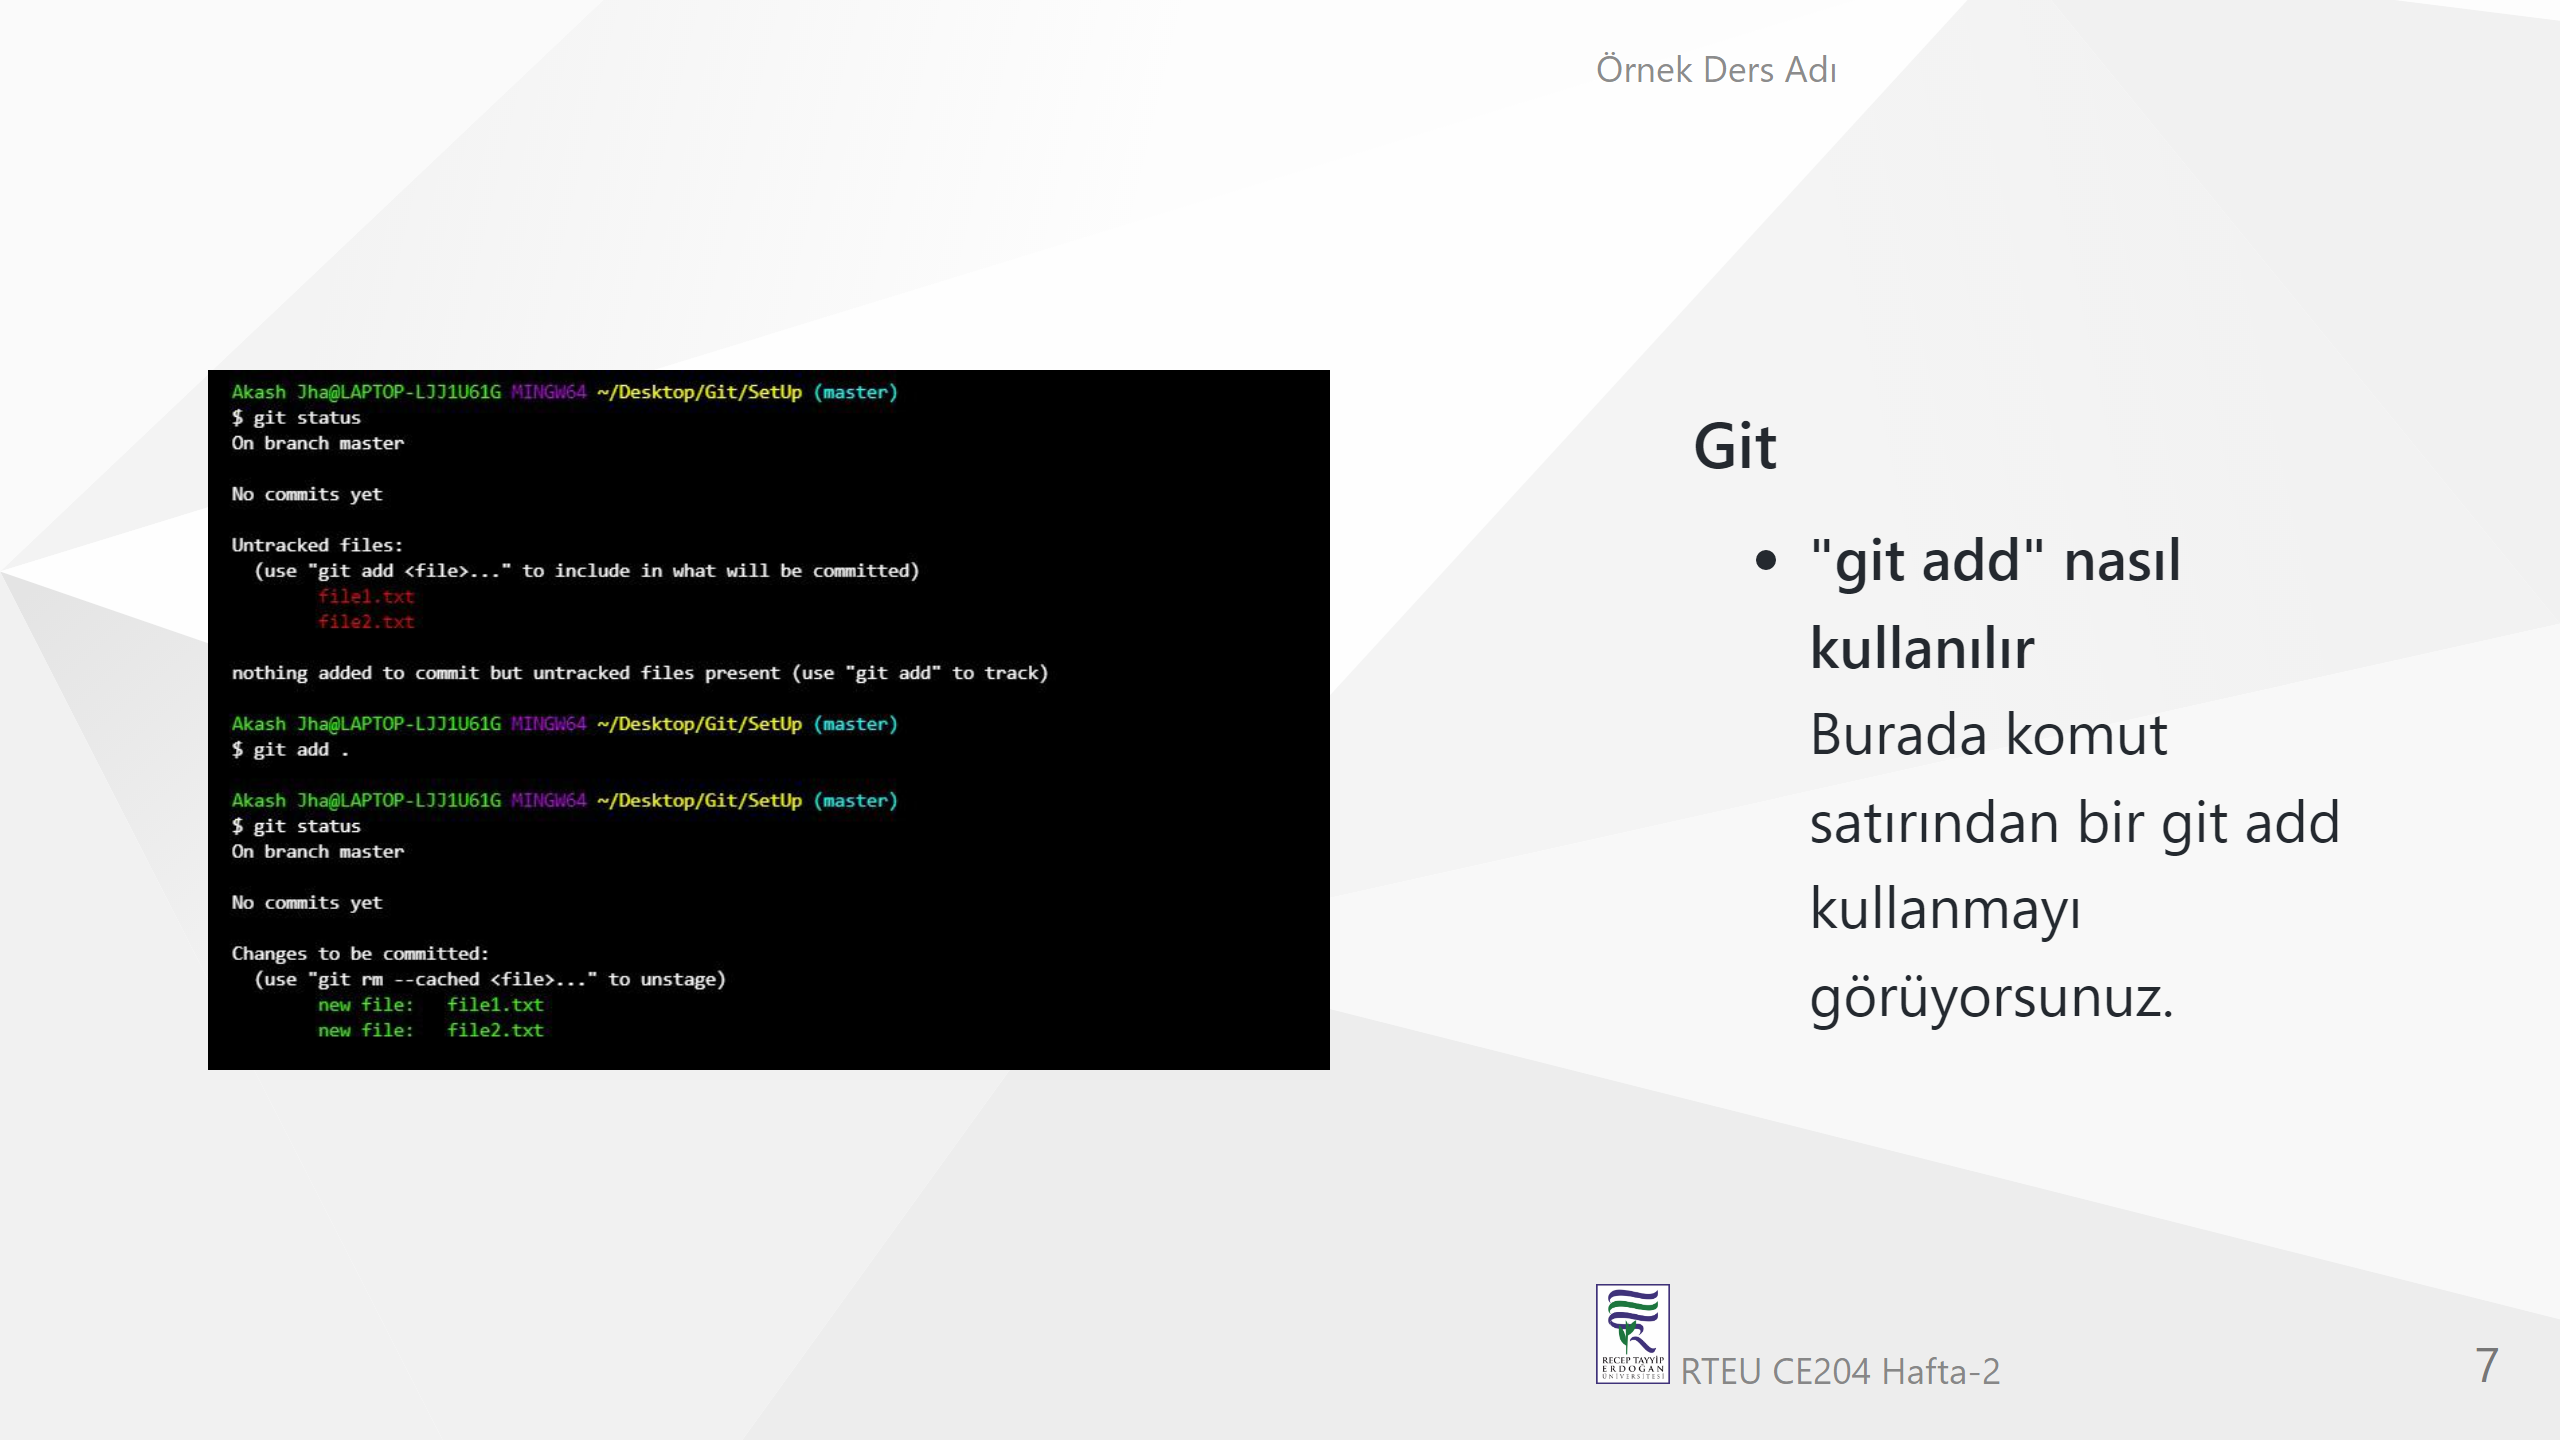 Örnek Ders Adı
Akash Jha@LAPTOP-LJJ1U61G MINGW64 ~/Desktop/Git/SetUp (master)
$ git status
On branch master
No commits yet
Untracked files:
(use "git add <file>..." to include in what will be committed)
file1.txt
file2.txt
nothing added to commit but untracked files present (use "git add" to track)
Akash Jha@LAPTOP-LJJ1U61G MINGW64 ~/Desktop/Git/SetUp (master)
$ git add .
Akash Jha@LAPTOP-LJJ1U61G MINGW64 ~/Desktop/Git/SetUp (master)
$ git status
On branch master
No commits yet
Changes to be committed:
(use "git rm --cached <file>..." to unstage)
new file:   file1.txt
new file:   file2.txt
Git
• "git add" nasıl
kullanılır
Burada komut
satırından bir git add
kullanmayı
görüyorsunuz.
RECEP TAYYİP
ERDOĞAN
ÜNİVERSİTESİ
RTEU CE204 Hafta-2
7